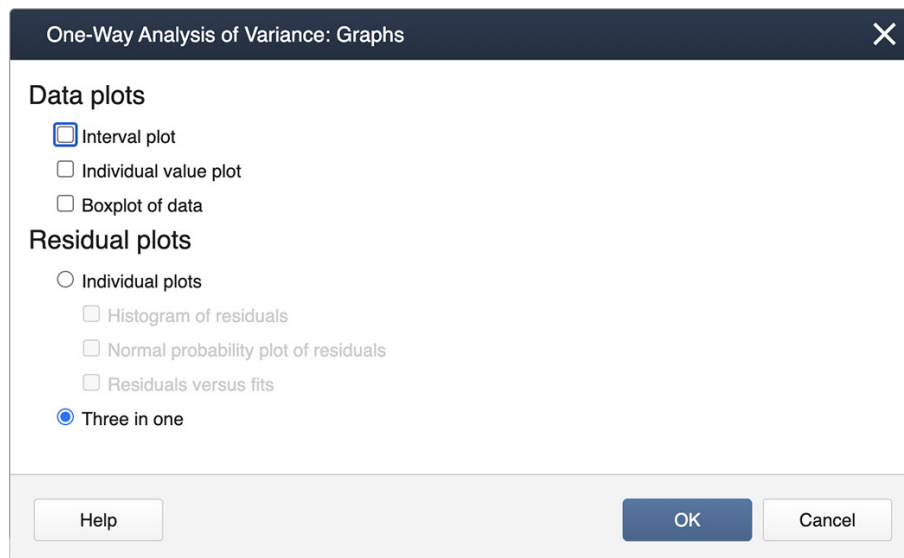 One-Way Analysis of Variance: Graphs
Data plots
Interval plot
Individual value plot
Boxplot of data
Residual plots
Individual plots
Histogram of residuals
Normal probability plot of residuals
Residuals versus fits
Three in one
Help
OK
Cancel